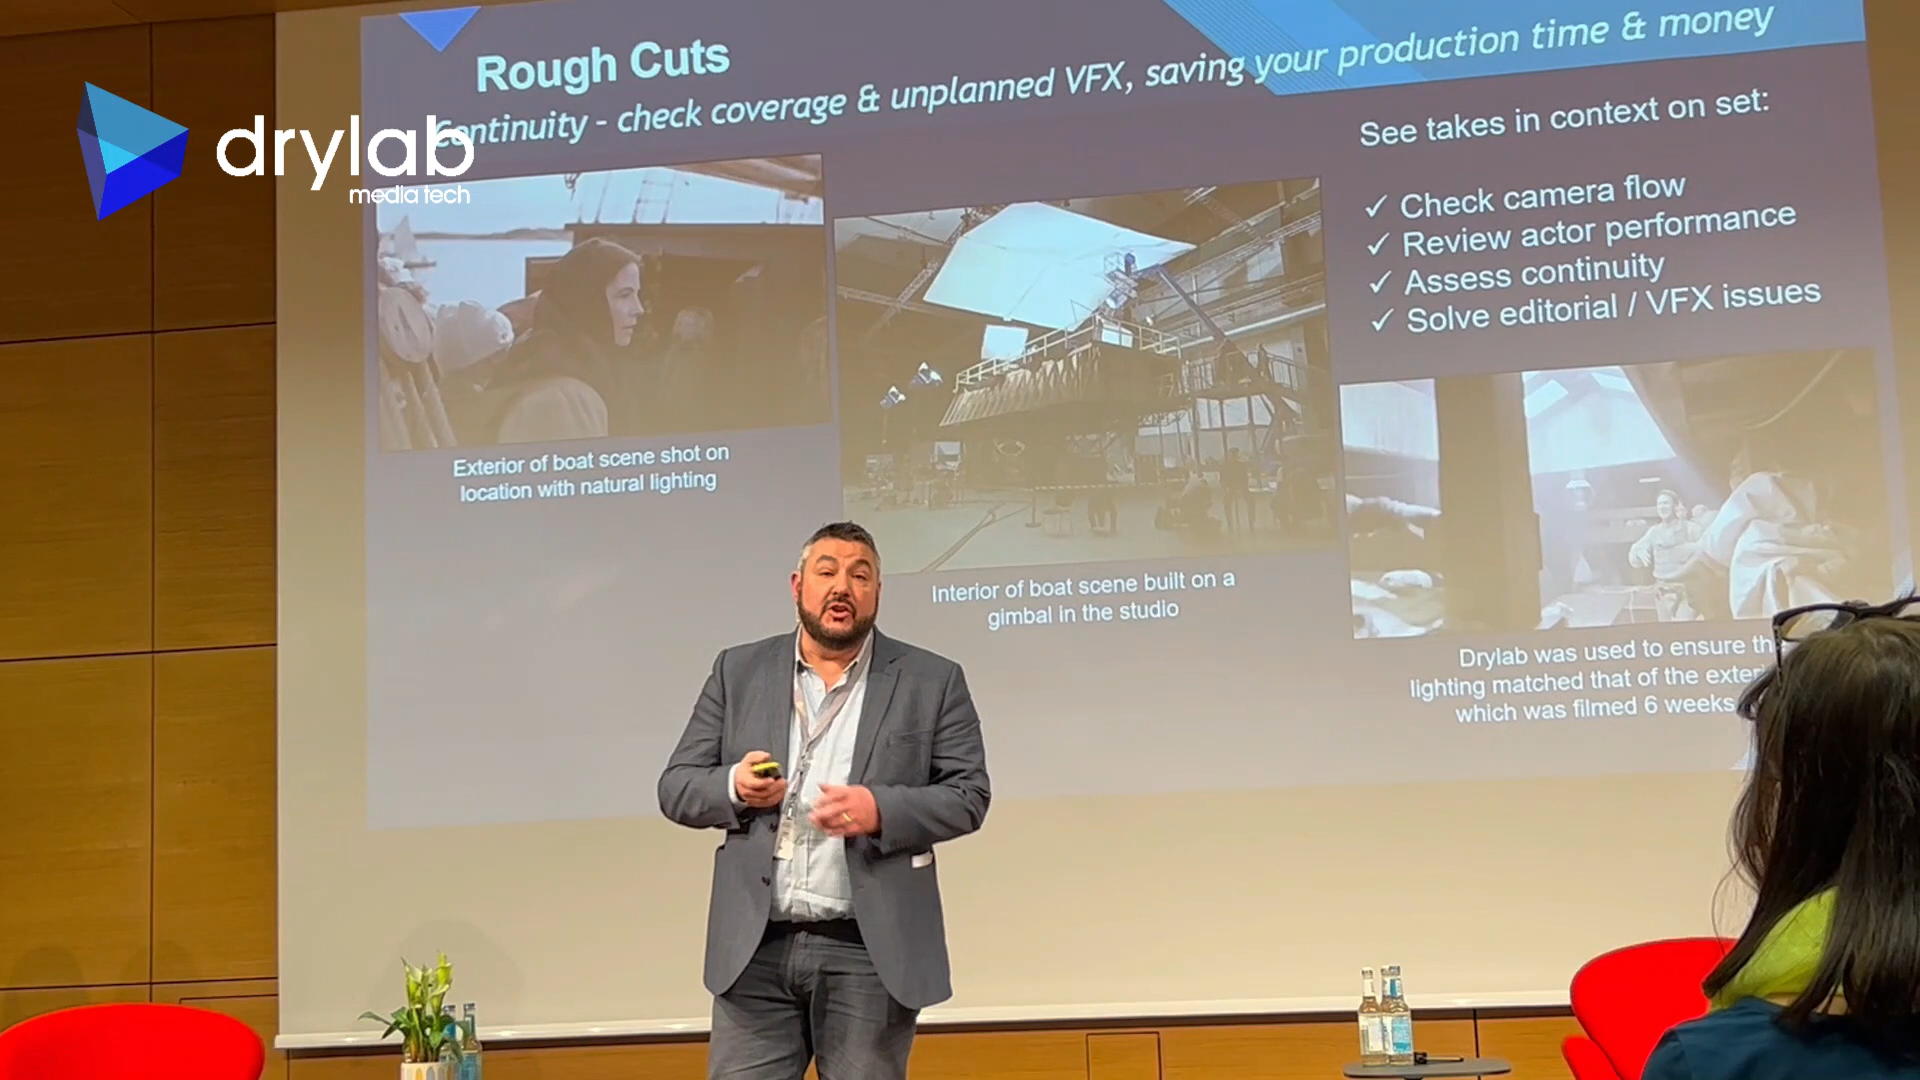 drylab
media tech
Rough Cuts
Continuity - check coverage & unplanned VFX, saving your production time & money
See takes in context on set:
✓ Check camera flow
✓ Review actor performance
✓ Assess continuity
✓ Solve editorial / VFX issues
Exterior of boat scene shot on
location with natural lighting
Interior of boat scene built on a
gimbal in the studio
Drylab was used to ensure
lighting matched that of the
which was filmed 6 weeks